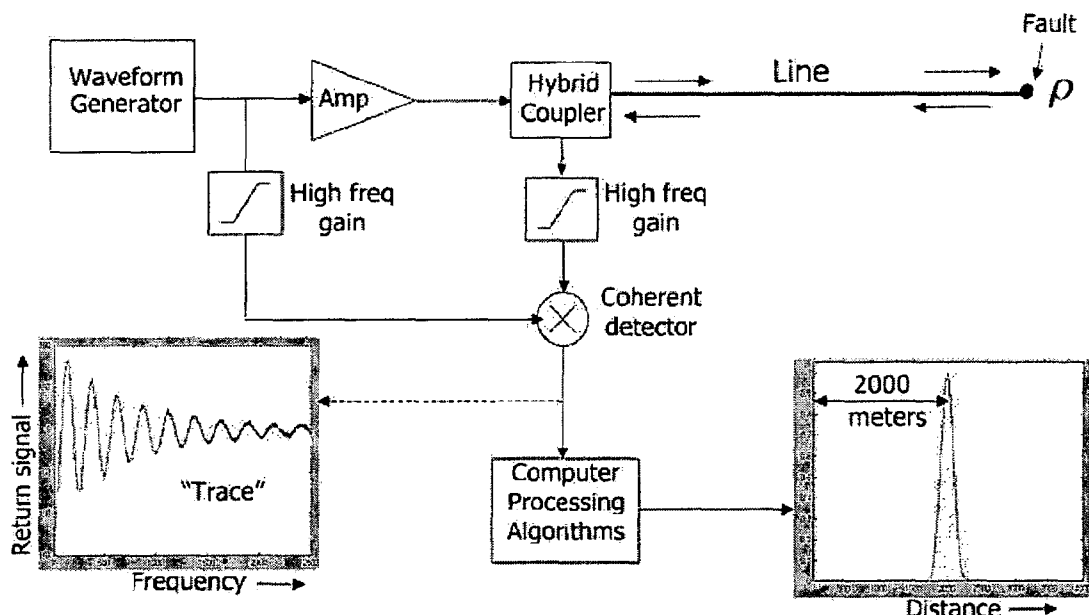 Fault
Waveform
Generator
Amp
Hybrid
Coupler
Line
ρ
High freq
gain
High freq
gain
Coherent
detector
Return signal
"Trace"
Frequency
2000
meters
Computer
Processing
Algorithms
Distance